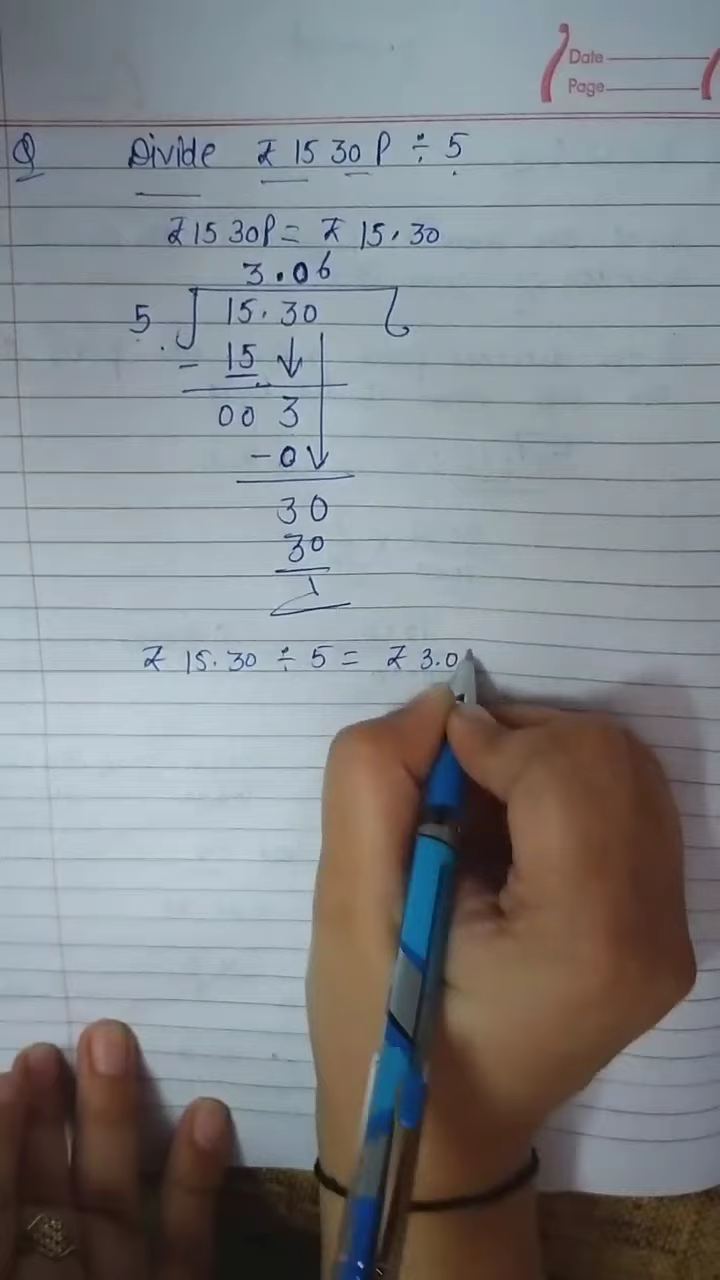 Date
Page
Q Divide ₹ 15 30 P ÷ 5
₹15 30P = ₹ 15.30
3.06
5 15.30
- 15
00 3
- 0
30
30
₹ 15.30 ÷ 5 = ₹ 3.0